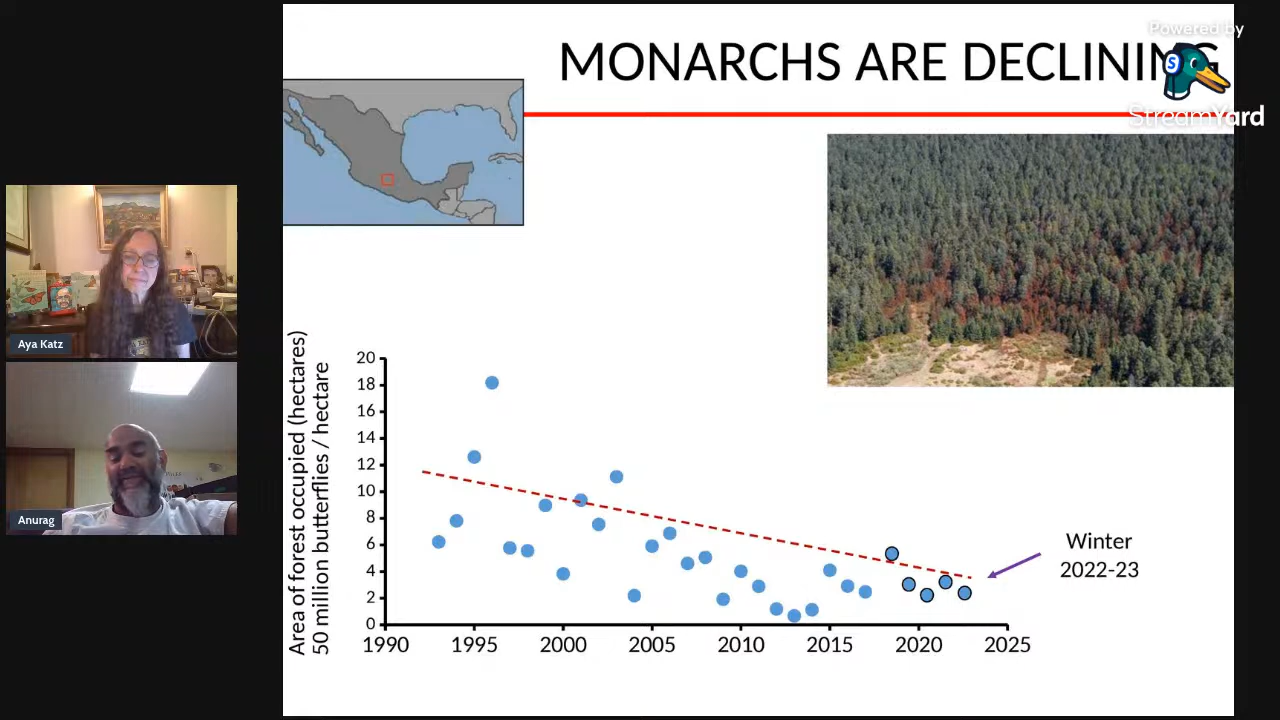 MONARCHS ARE DECLINING
Powered by
S
StreamYard
Aya Katz
Anurag
Area of forest occupied (hectares)
50 million butterflies / hectare
20
18
16
14
12
10
8
6
4
2
0
1990 1995 2000 2005 2010 2015 2020 2025
Winter
2022-23